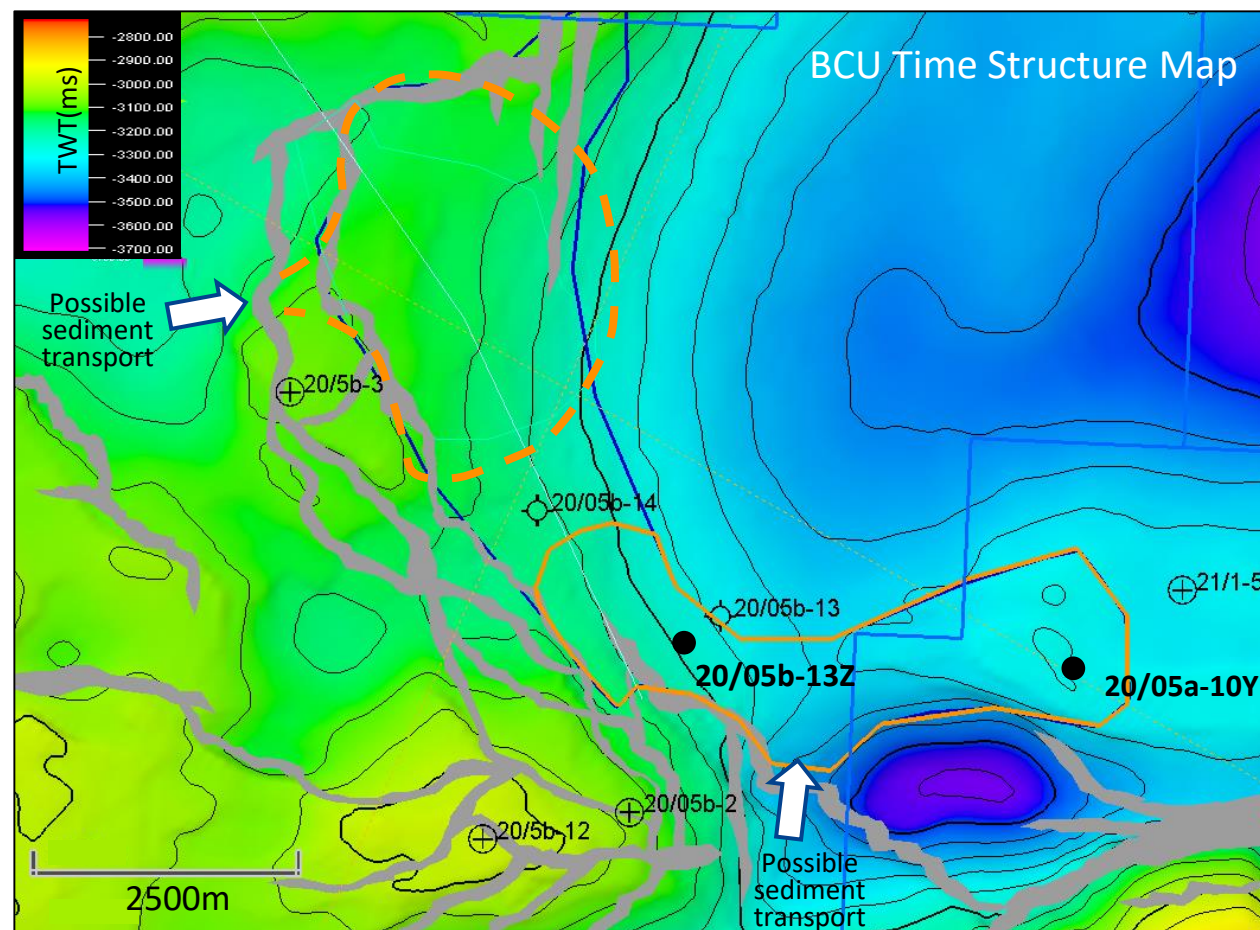 BCU Time Structure Map
TWT(ms)
-2800.00
-2900.00
-3000.00
-3100.00
-3200.00
-3300.00
-3400.00
-3500.00
-3600.00
-3700.00
Possible
sediment
transport
20/5b-3
20/05b-14
20/05b-13
21/1-5
20/05b-13Z
20/05a-10Y
20/05b-2
20/5b-12
Possible
sediment
transport
2500m